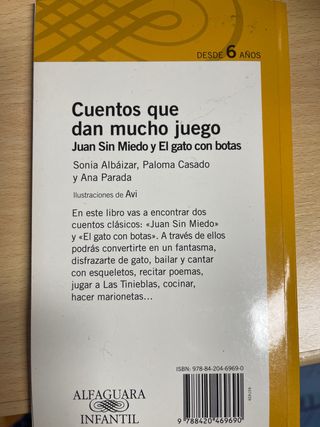 DESDE 6 AÑOS
Cuentos que
dan mucho juego
Juan Sin Miedo y El gato con botas
Sonia Albáizar, Paloma Casado
y Ana Parada
Ilustraciones de Avi
En este libro vas a encontrar dos
cuentos clásicos: «Juan Sin Miedo»
y «El gato con botas». A través de ellos
podrás convertirte en un fantasma,
disfrazarte de gato, bailar y cantar
con esqueletos, recitar poemas,
jugar a Las Tinieblas, cocinar,
hacer marionetas...
ISBN: 978-84-204-6969-0
9 788420 469690
ALFAGUARA
INFANTIL